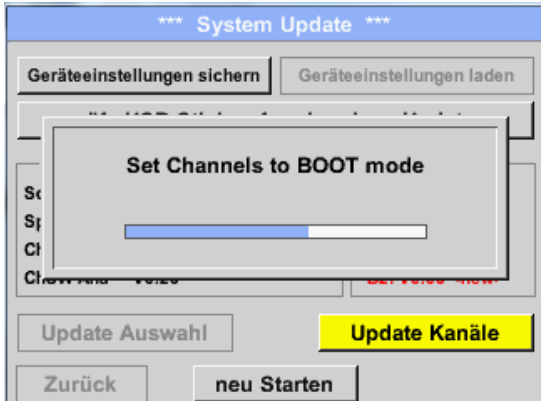 *** System Update ***
Geräteeinstellungen sichern
Geräteeinstellungen laden
Set Channels to BOOT mode
Update Auswahl
Update Kanäle
Zurück
neu Starten